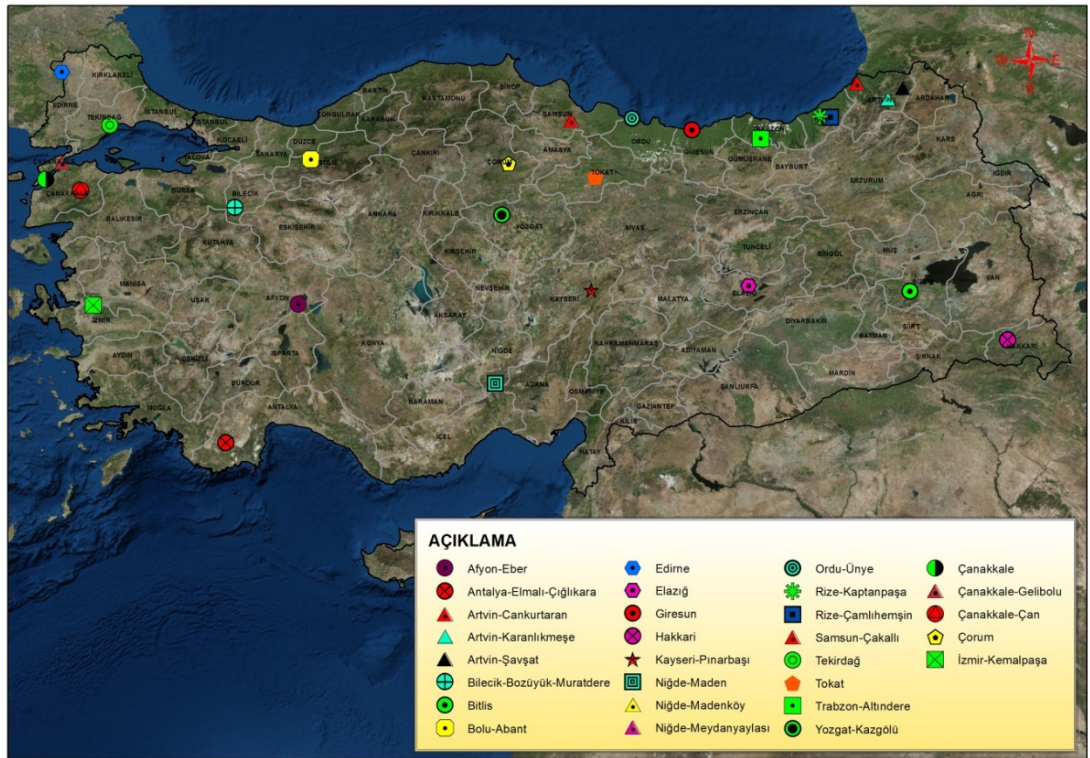 N
W E
S
KIRKLARELİ
EDİRNE
TEKİRDAĞ
İSTANBUL
İSTANBUL
KOCAELİ
YALOVA
SAKARYA
DÜZCE
BOLU
ZONGULDAK
BARTIN
KARABÜK
KASTAMONU
SİNOP
SAMSUN
ÇANKIRI
ÇORUM
AMASYA
TOKAT
ORDU
GİRESUN
TRABZON
GÜMÜŞHANE
BAYBURT
ARTVİN
ARDAHAN
KARS
IĞDIR
AĞRI
ERZURUM
ERZİNCAN
ÇANAKKALE
BALIKESİR
BURSA
BİLECİK
ESKİŞEHİR
KÜTAHYA
ANKARA
KIRIKKALE
YOZGAT
SİVAS
KIRŞEHİR
NEVŞEHİR
KAYSERİ
TUNCELİ
BİNGÖL
MUŞ
VAN
ELAZIĞ
MALATYA
DİYARBAKIR
BATMAN
SİİRT
ŞIRNAK
HAKKARİ
MANİSA
İZMİR
UŞAK
AFYON
AKSARAY
KONYA
NİĞDE
AYDIN
DENİZLİ
ISPARTA
BURDUR
MUĞLA
ANTALYA
KARAMAN
İÇEL
ADANA
OSMANİYE
KAHRAMANMARAŞ
ADIYAMAN
GAZİANTEP
KİLİS
HATAY
ŞANLIURFA
MARDİN
AÇIKLAMA
Afyon-Eber
Antalya-Elmalı-Çığlıkara
Artvin-Cankurtaran
Artvin-Karanlıkmeşe
Artvin-Şavşat
Bilecik-Bozüyük-Muratdere
Bitlis
Bolu-Abant
Edirne
Elazığ
Giresun
Hakkari
Kayseri-Pınarbaşı
Niğde-Maden
Niğde-Madenköy
Niğde-Meydanyaylası
Ordu-Ünye
Rize-Kaptanpaşa
Rize-Çamlıhemşin
Samsun-Çakallı
Tekirdağ
Tokat
Trabzon-Altındere
Yozgat-Kazgölü
Çanakkale
Çanakkale-Gelibolu
Çanakkale-Çan
Çorum
İzmir-Kemalpaşa